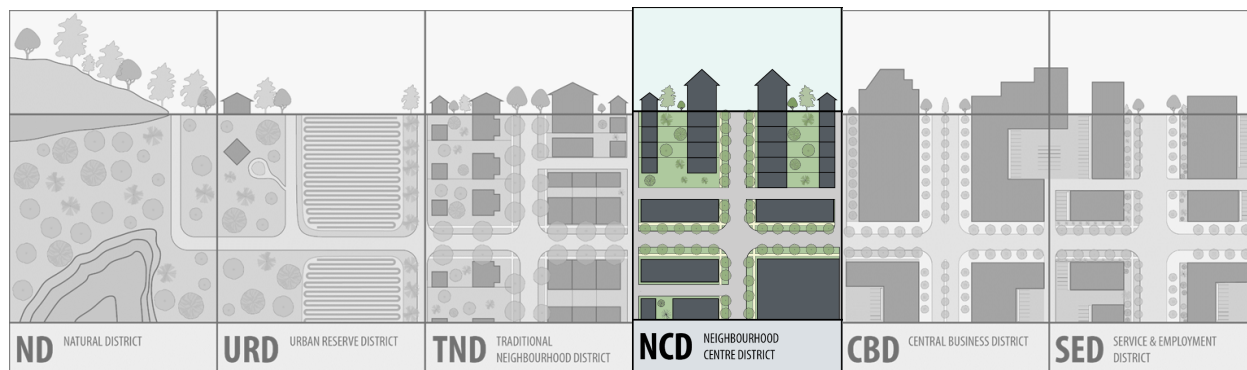 ND NATURAL DISTRICT
URD URBAN RESERVE DISTRICT
TND TRADITIONAL
NEIGHBOURHOOD DISTRICT
NCD NEIGHBOURHOOD
CENTRE DISTRICT
CBD CENTRAL BUSINESS DISTRICT
SED SERVICE & EMPLOYMENT
DISTRICT